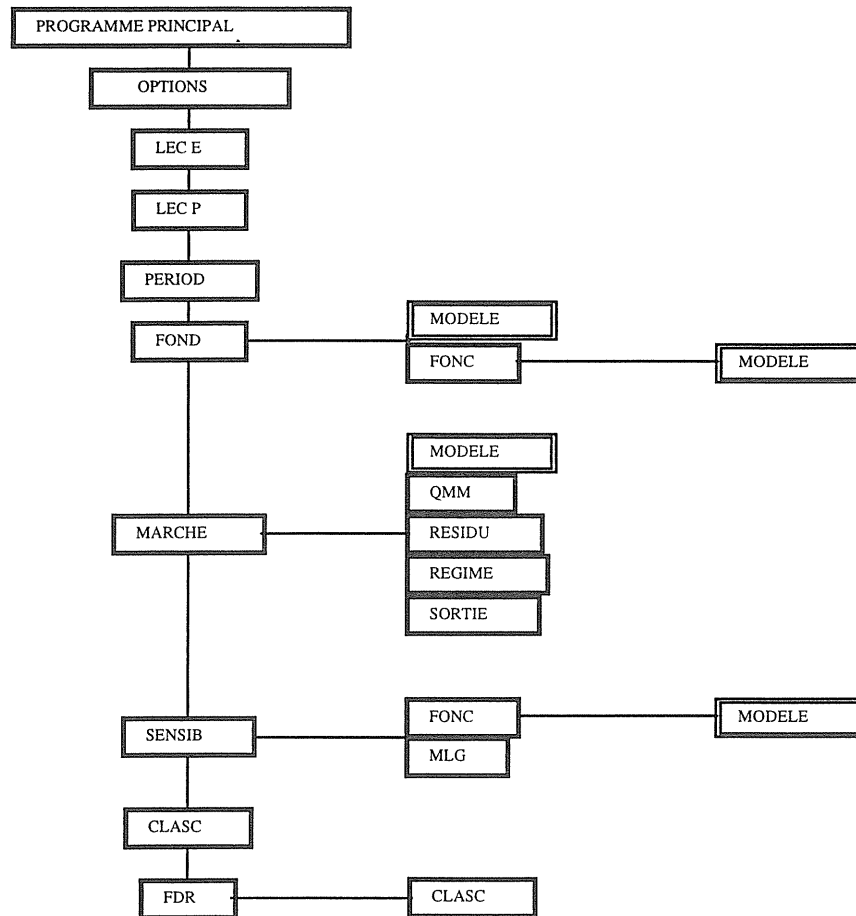 PROGRAMME PRINCIPAL
OPTIONS
LEC E
LEC P
PERIOD
FOND
MODELE
FONC
MODELE
MARCHE
MODELE
QMM
RESIDU
REGIME
SORTIE
SENSIB
FONC
MLG
MODELE
CLASC
FDR
CLASC